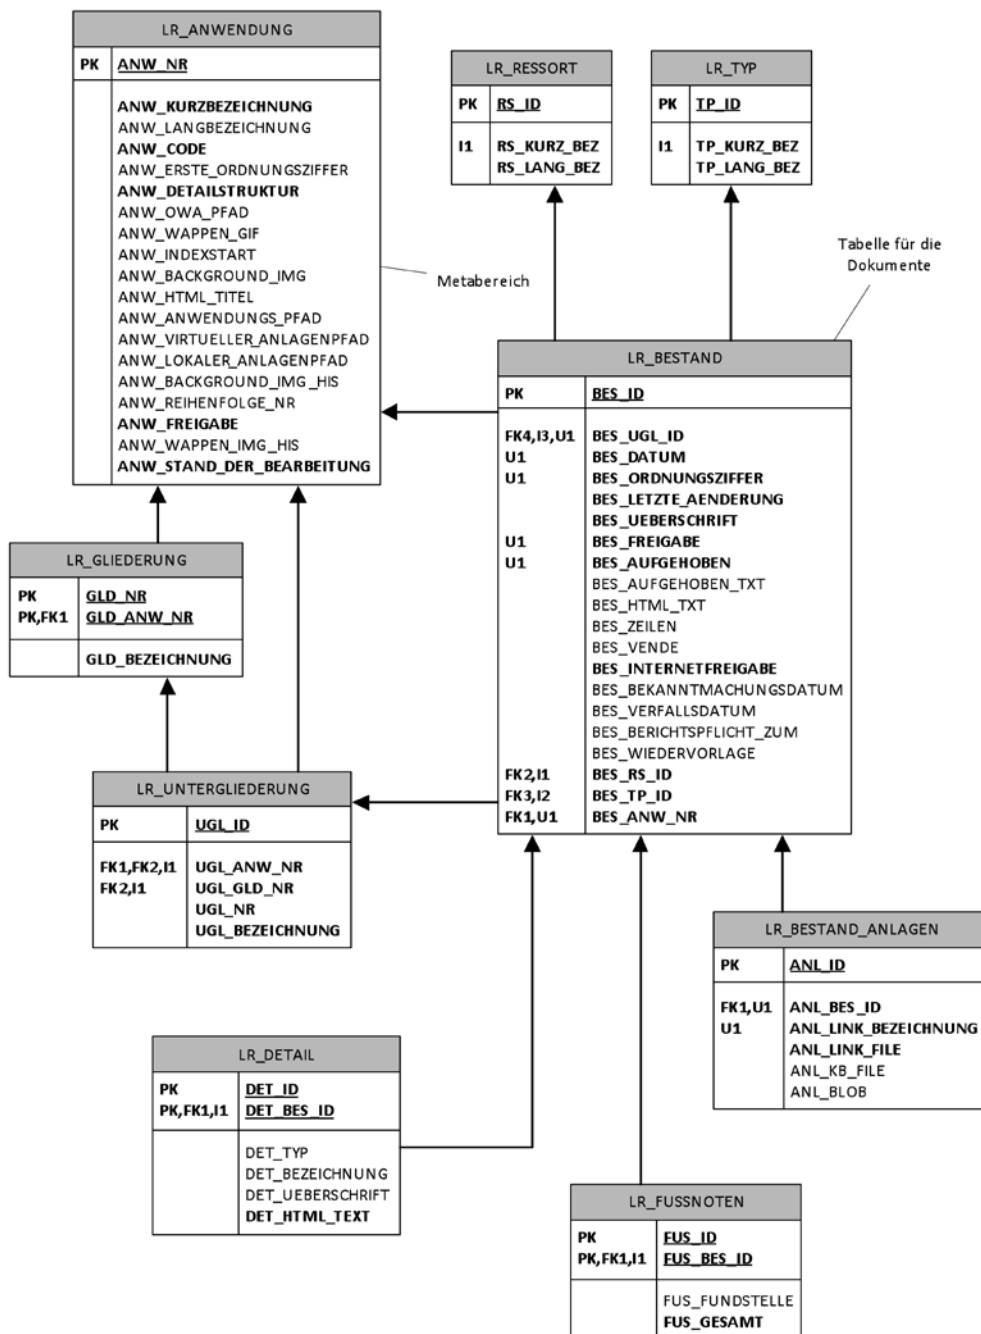 LR_ANWENDUNG
PK ANW_NR
ANW_KURZBEZEICHNUNG
ANW_LANGBEZEICHNUNG
ANW_CODE
ANW_ERSTE_ORDNUNGSZIFFER
ANW_DETAILSTRUKTUR
ANW_OWA_PFAD
ANW_WAPPEN_GIF
ANW_INDEXSTART
ANW_BACKGROUND_IMG
ANW_HTML_TITEL
ANW_ANWENDUNGS_PFAD
ANW_VIRTUELLER_ANLAGENPFAD
ANW_LOKALER_ANLAGENPFAD
ANW_BACKGROUND_IMG_HIS
ANW_REIHENFOLGE_NR
ANW_FREIGABE
ANW_WAPPEN_IMG_HIS
ANW_STAND_DER_BEARBEITUNG
LR_RESSORT
PK RS_ID
I1 RS_KURZ_BEZ
RS_LANG_BEZ
LR_TYP
PK TP_ID
I1 TP_KURZ_BEZ
TP_LANG_BEZ
Metabereich
Tabelle für die
Dokumente
LR_BESTAND
PK BES_ID
FK4,I3,U1 BES_UGL_ID
U1 BES_DATUM
U1 BES_ORDNUNGSZIFFER
BES_LETZTE_AENDERUNG
BES_UEBERSCHRIFT
U1 BES_FREIGABE
U1 BES_AUFGEHOBEN
BES_AUFGEHOBEN_TXT
BES_HTML_TXT
BES_ZEILEN
BES_VENDE
BES_INTERNETFREIGABE
BES_BEKANNTMACHUNGSDATUM
BES_VERFALLSDATUM
BES_BERICHTSPFLICHT_ZUM
BES_WIEDERVORLAGE
FK2,I1 BES_RS_ID
FK3,I2 BES_TP_ID
FK1,U1 BES_ANW_NR
LR_GLIEDERUNG
PK GLD_NR
PK,FK1 GLD_ANW_NR
GLD_BEZEICHNUNG
LR_UNTERGLIEDERUNG
PK UGL_ID
FK1,FK2,I1 UGL_ANW_NR
FK2,I1 UGL_GLD_NR
UGL_NR
UGL_BEZEICHNUNG
LR_BESTAND_ANLAGEN
PK ANL_ID
FK1,U1 ANL_BES_ID
U1 ANL_LINK_BEZEICHNUNG
ANL_LINK_FILE
ANL_KB_FILE
ANL_BLOB
LR_DETAIL
PK DET_ID
PK,FK1,I1 DET_BES_ID
DET_TYP
DET_BEZEICHNUNG
DET_UEBERSCHRIFT
DET_HTML_TEXT
LR_FUSSNOTEN
PK FUS_ID
PK,FK1,I1 FUS_BES_ID
FUS_FUNDSTELLE
FUS_GESAMT